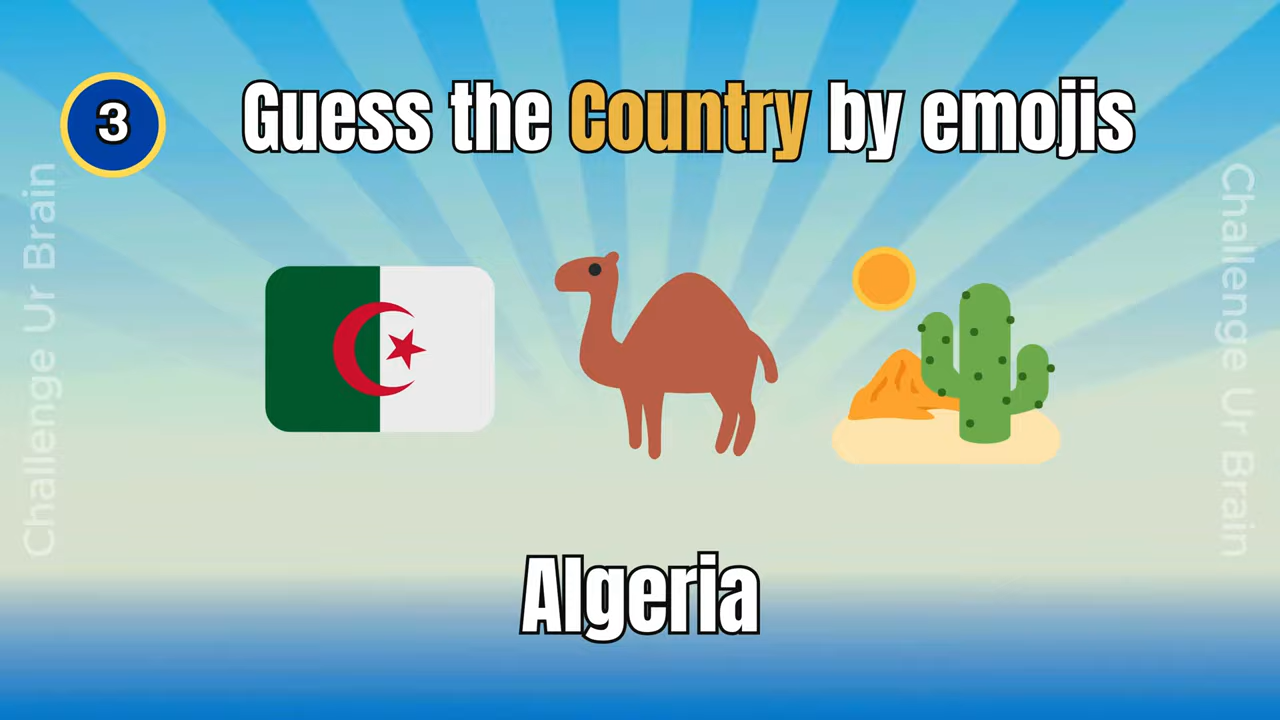 3
Guess the Country by emojis
Challenge Ur Brain
Challenge Ur Brain
Algeria